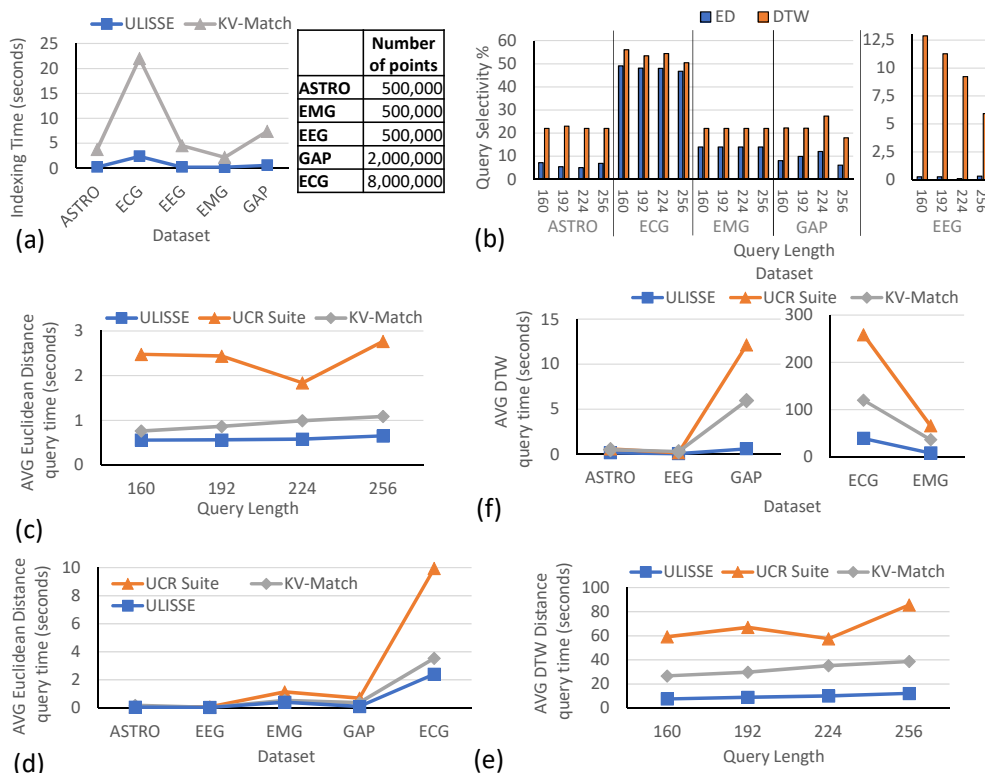 ULISSE KV-Match
Indexing Time (seconds)
25
20
15
10
5
0
ASTRO ECG EEG EMG GAP
Dataset
(a)
Number of points
ASTRO 500,000
EMG 500,000
EEG 500,000
GAP 2,000,000
ECG 8,000,000
ED DTW
Query Selectivity %
60
50
40
30
20
10
0
12,5
10
7,5
5
2,5
0
160 192 224 256 160 192 224 256 160 192 224 256 160 192 224 256 160 192 224 256
ASTRO ECG EMG GAP EEG
Query Length
Dataset
(b)
ULISSE UCR Suite KV-Match
AVG Euclidean Distance
query time (seconds)
3
2
1
0
160 192 224 256
Query Length
(c)
ULISSE UCR Suite KV-Match
AVG DTW
query time (seconds)
15
10
5
0
ASTRO EEG GAP
300
200
100
0
ECG EMG
Dataset
(f)
UCR Suite KV-Match
ULISSE
AVG Euclidean Distance
query time (seconds)
10
8
6
4
2
0
ASTRO EEG EMG GAP ECG
Dataset
(d)
ULISSE UCR Suite KV-Match
AVG DTW Distance
query time (seconds)
100
80
60
40
20
0
160 192 224 256
Query Length
(e)